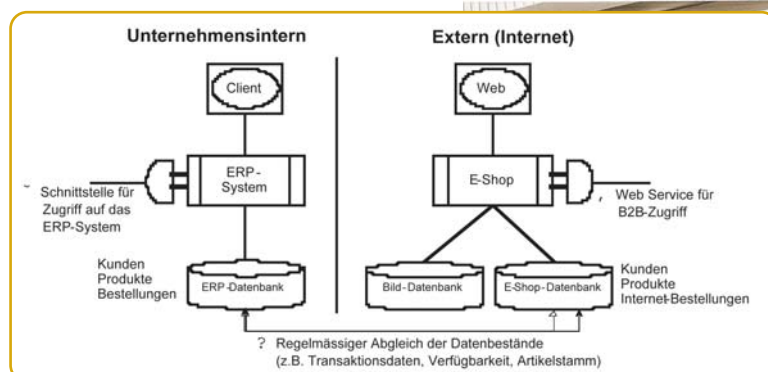 Unternehmensintern
Extern (Internet)
Client
Web
ERP-
System
E-Shop
Schnittstelle für
Zugriff auf das
ERP-System
Web Service für
B2B-Zugriff
Kunden
Produkte
Bestellungen
ERP-Datenbank
Bild-Datenbank
E-Shop-Datenbank
Kunden
Produkte
Internet-Bestellungen
? Regelmässiger Abgleich der Datenbestände
(z.B. Transaktionsdaten, Verfügbarkeit, Artikelstamm)